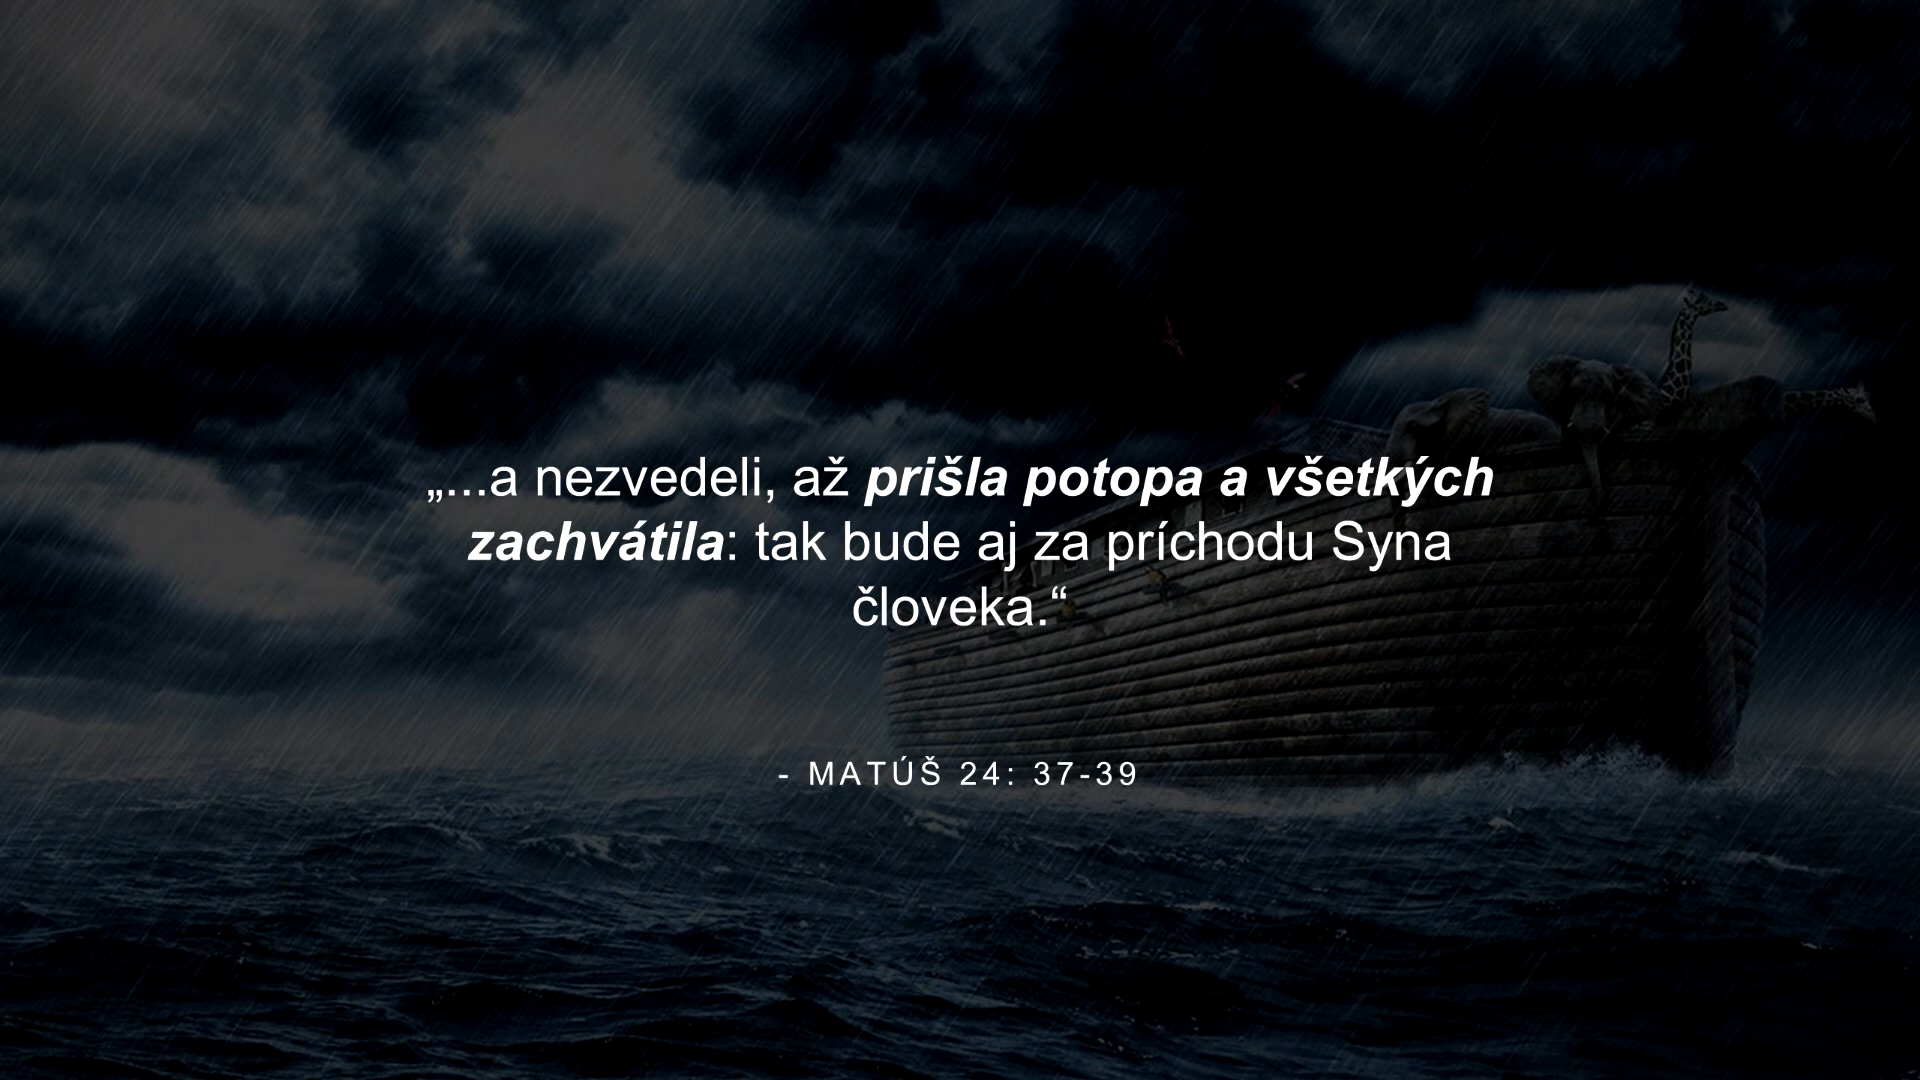 „...a nezvedeli, až prišla potopa a všetkých
zachvátila: tak bude aj za príchodu Syna
človeka.“
- MATÚŠ 24: 37-39